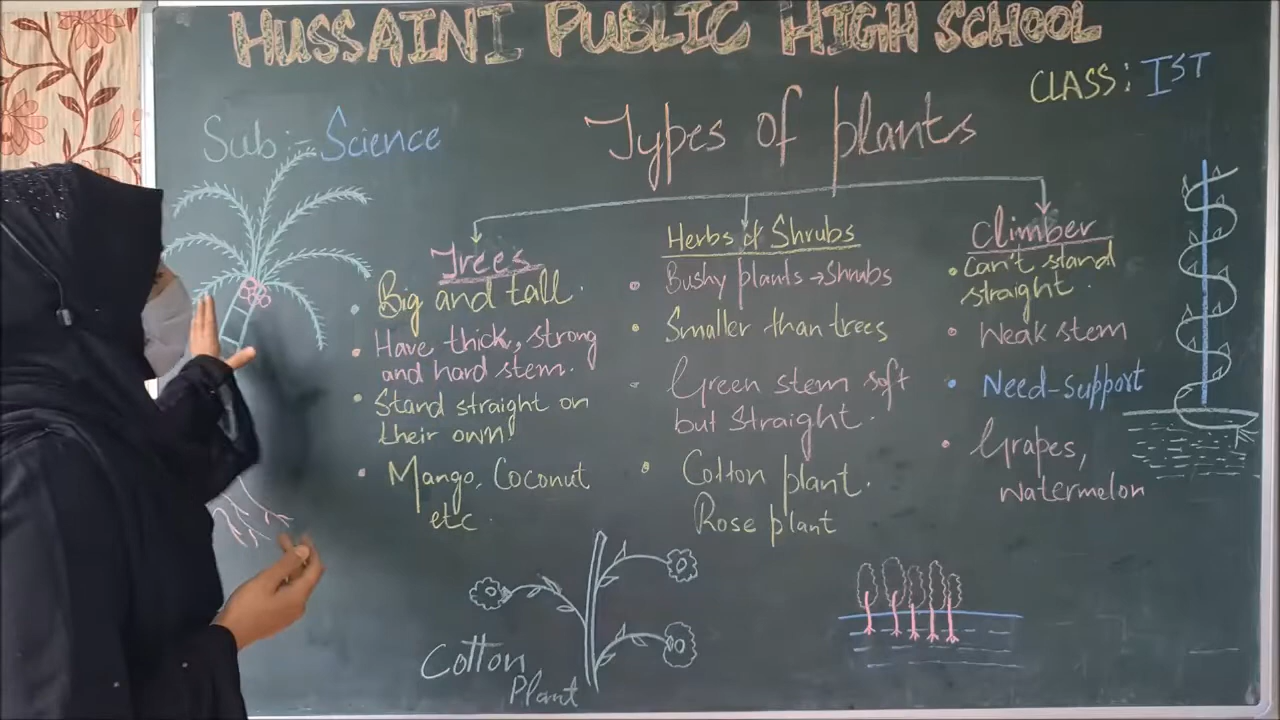 HUSSAINI PUBLIC HIGH SCHOOL
CLASS: IST
Sub:- Science
Types of plants
Trees
Big and tall.
Have thick, strong
and hard stem.
Stand straight on
their own.
Mango, Coconut
etc.
Herbs & Shrubs
Bushy plants → Shrubs
Smaller than trees
Green stem soft
but straight.
Cotton plant.
Rose plant
Climber
Can't stand
straight.
Weak stem
Need-Support
Grapes,
watermelon
Cotton
Plant